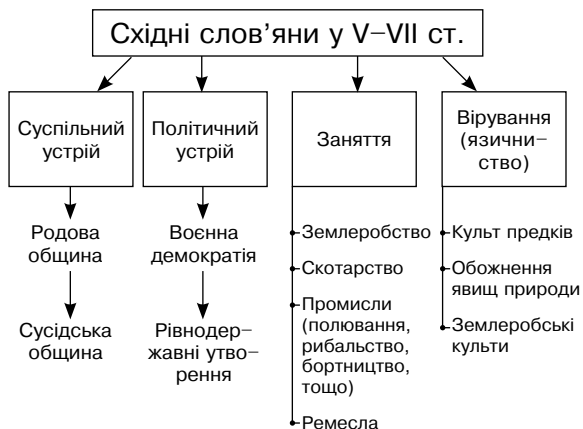 Східні слов’яни у V–VII ст.
Суспільний
устрій
Родова
община
Сусідська
община
Політичний
устрій
Воєнна
демократія
Рівнодер–
жавні утво–
рення
Заняття
Землеробство
Скотарство
Промисли
(полювання,
рибальство,
бортництво,
тощо)
Ремесла
Вірування
(язични–
ство)
Культ предків
Обожнення
явищ природи
Землеробські
культи